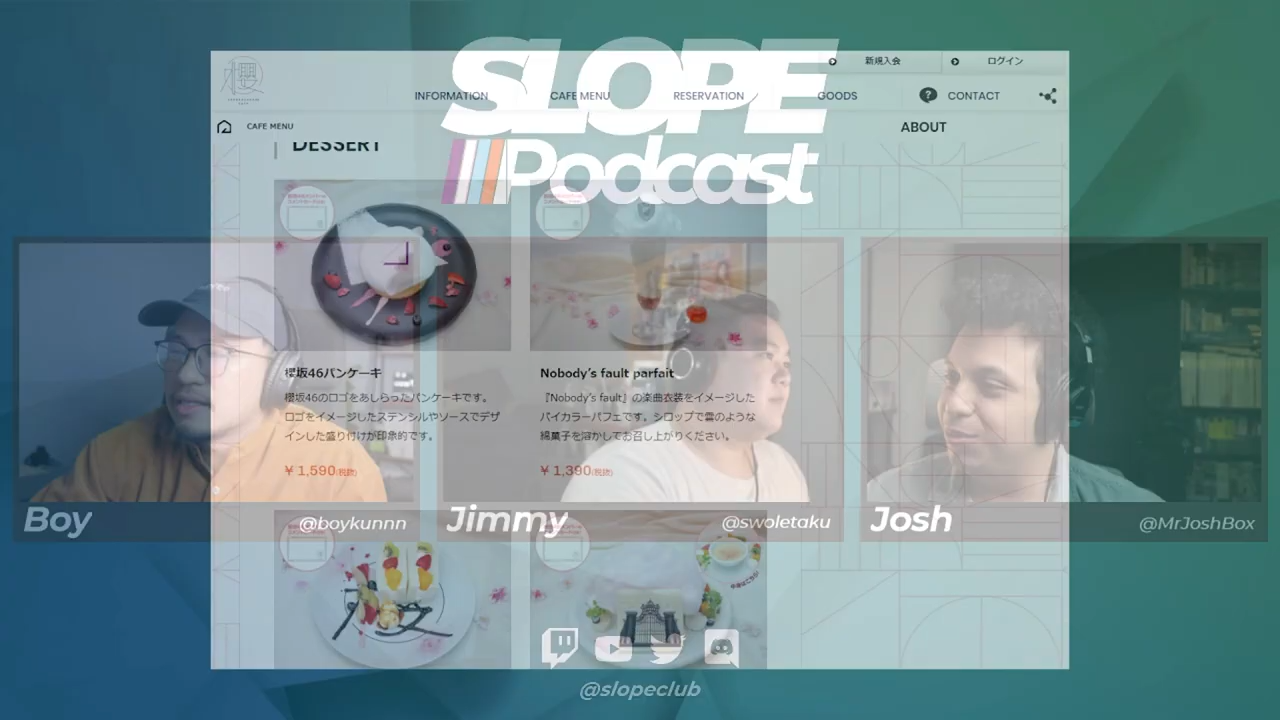 SLOPE
Podcast
櫻
新規入会
ログイン
INFORMATION
CAFE MENU
RESERVATION
GOODS
? CONTACT
CAFE MENU
ABOUT
DESSERT
櫻坂46パンケーキ
櫻坂46のロゴをあしらったパンケーキです。
ロゴをイメージしたステンシルやソースでデザ
インした盛り付けが印象的です。
¥ 1,590(税抜)
Nobody's fault parfait
『Nobody's fault』の楽曲衣装をイメージした
バイカラーパフェです。シロップで雲のような
綿菓子を溶かしてお召し上がりください。
¥ 1,390(税抜)
Boy
@boykunnn
Jimmy
@swoletaku
Josh
@MrJoshBox
中身はこちら
@slopeclub